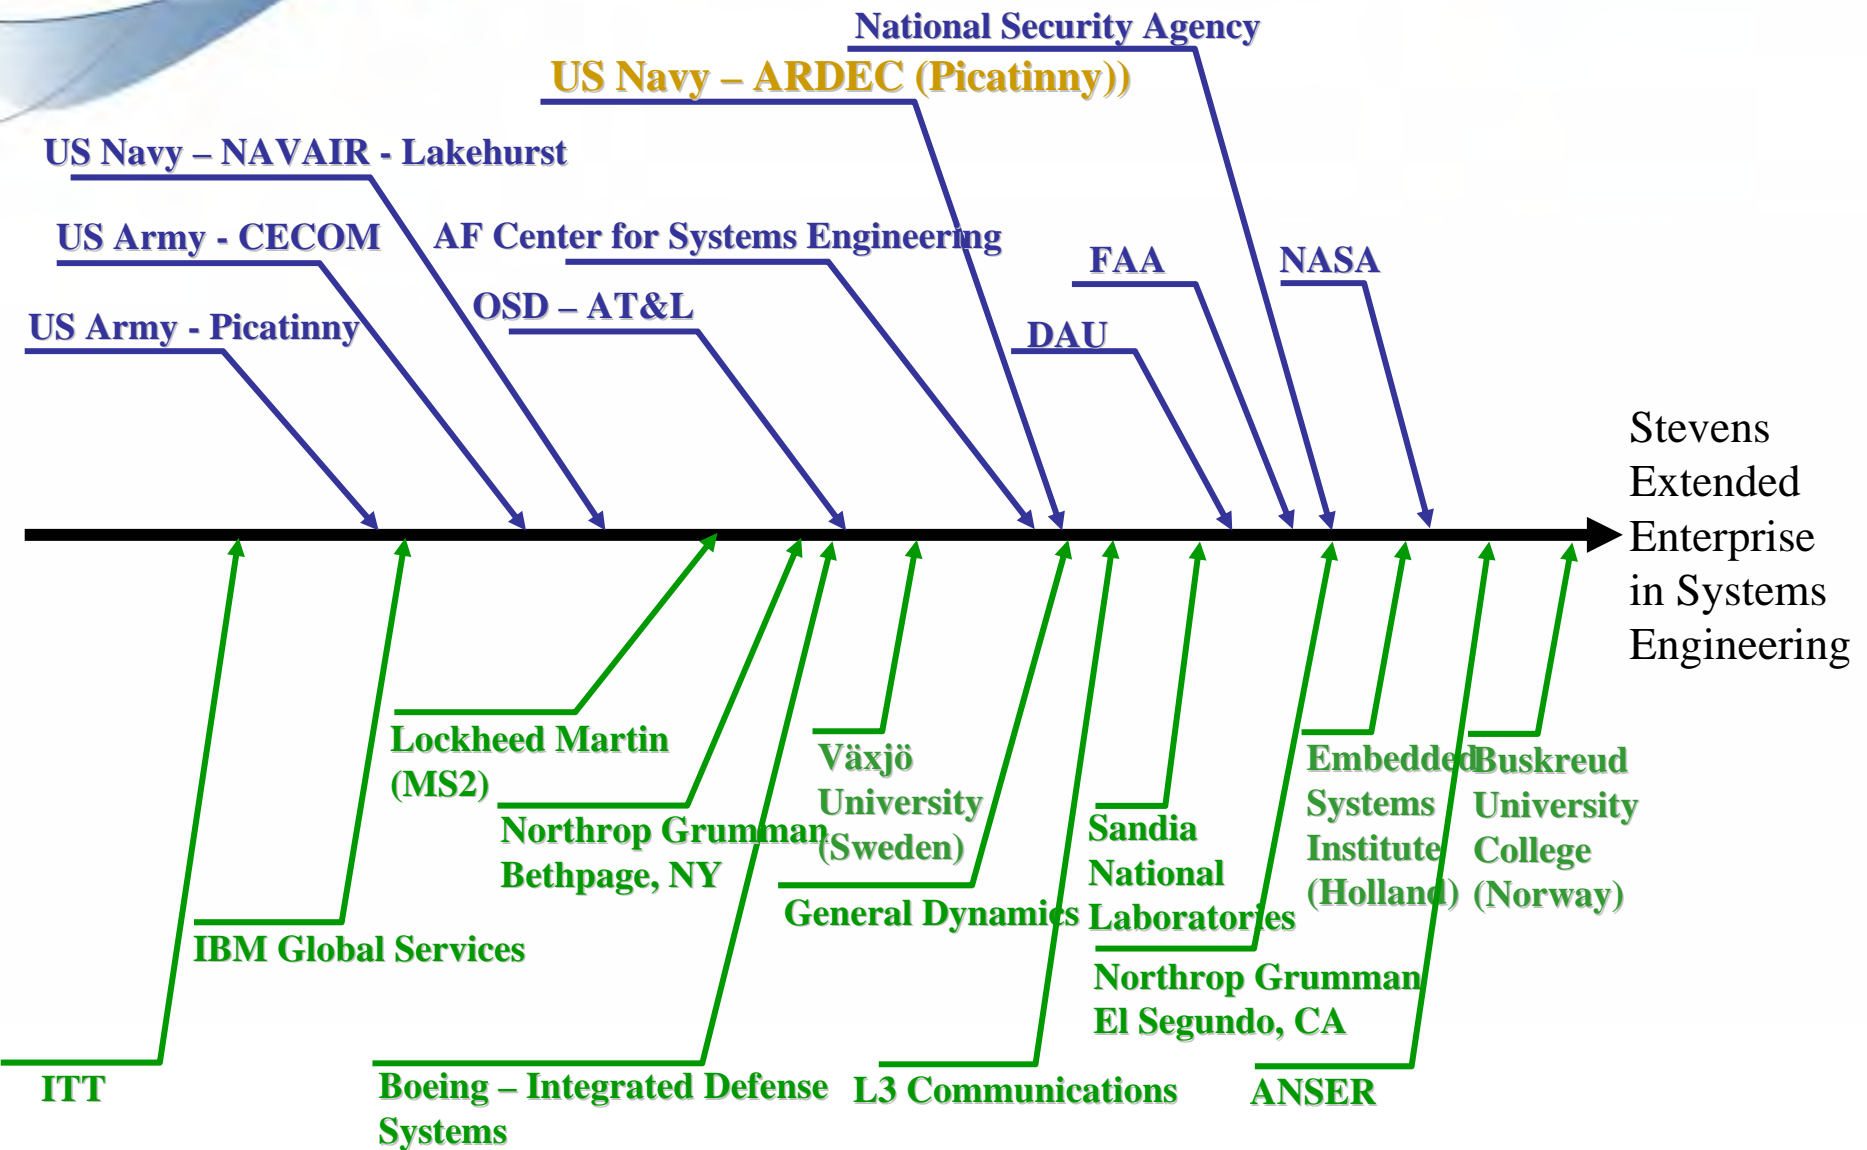 National Security Agency
US Navy – ARDEC (Picatinny))
US Navy – NAVAIR - Lakehurst
US Army - CECOM
AF Center for Systems Engineering
FAA
NASA
US Army - Picatinny
OSD – AT&L
DAU
Stevens
Extended
Enterprise
in Systems
Engineering
Lockheed Martin
(MS2)
Northrop Grumman
Bethpage, NY
Växjö
University
(Sweden)
General Dynamics
Sandia
National
Laboratories
Embedded
Systems
Institute
(Holland)
Buskreud
University
College
(Norway)
IBM Global Services
Northrop Grumman
El Segundo, CA
ITT
Boeing – Integrated Defense
Systems
L3 Communications
ANSER